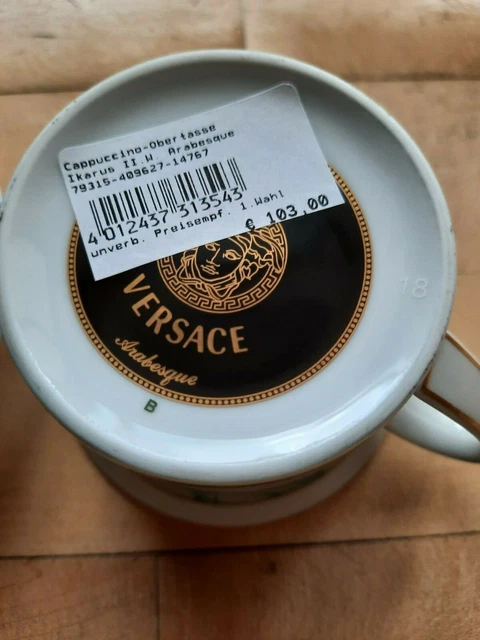 Cappuccino-Obertasse
Ikarus II.W Arabesque
79315-409627-14767
4 012437 313543
unverb. Preisempf. 1.Wahl
€ 103,00
VERSACE
Arabesque
B
18